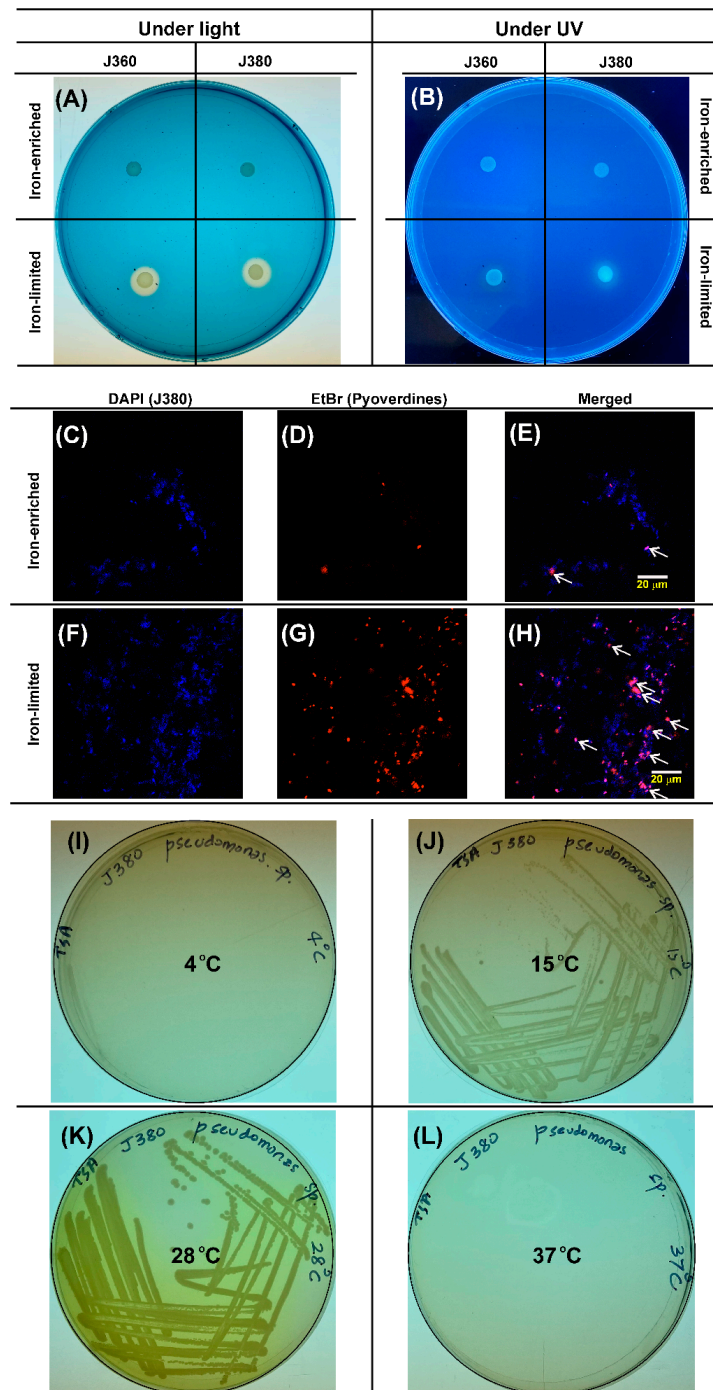 Under light Under UV
J360 J380 J360 J380
(A) (B)
Iron-enriched Iron-enriched
Iron-limited Iron-limited
DAPI (J380) EtBr (Pyoverdines) Merged
Iron-enriched
(C) (D) (E)
20 μm
Iron-limited
(F) (G) (H)
20 μm
(I)
J380 pseudomonas. sp.
TSA
4°C
4°C
(J)
TSA J380 pseudomonas sp.
15°C
15°C
(K)
TSA J380 pseudomonas sp.
28°C
28°C
(L)
TSA J380 pseudomonas sp.
37°C
37°C